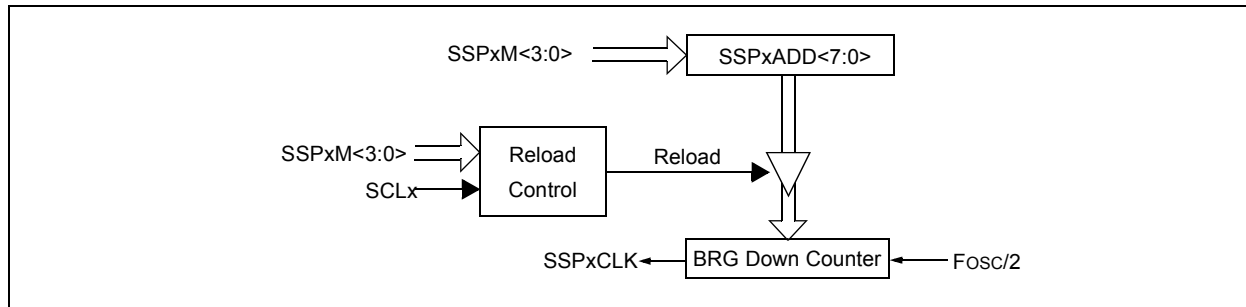 SSPxM<3:0>
SSPxADD<7:0>
SSPxM<3:0>
SCLx
Reload
Control
Reload
SSPxCLK
BRG Down Counter
FOSC/2